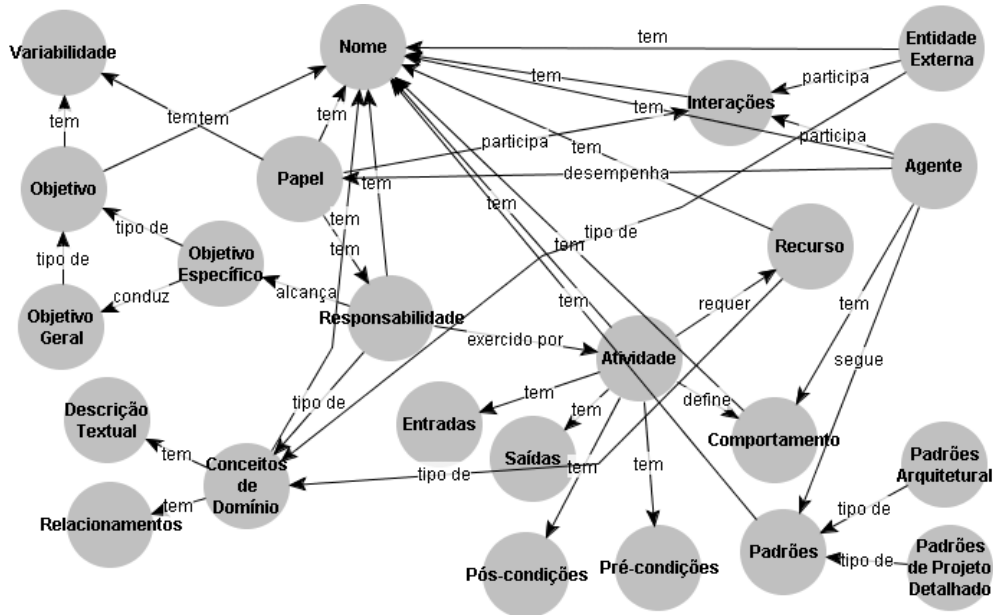 Variabilidade
Nome
Entidade
Externa
tem
participa
tem
Interações
tem
tem
tem
tem
participa
tem
participa
Objetivo
Papel
tem
desempenha
Agente
tem
tipo de
tipo de
Objetivo
Específico
tem
tem
tem
tem
tipo de
Recurso
conduz
alcança
requer
tem
Objetivo
Geral
Responsabilidade
exercido por
tem
Atividade
segue
Descrição
Textual
tipo de
tem
define
Entradas
tem
Comportamento
tem
Conceitos
de
Domínio
Saídas
tem
tem
tipo de
Padrões
Arquitetural
Relacionamentos
tem
tipo de
Pós-condições
Pré-condições
Padrões
tipo de
Padrões
de Projeto
Detalhado